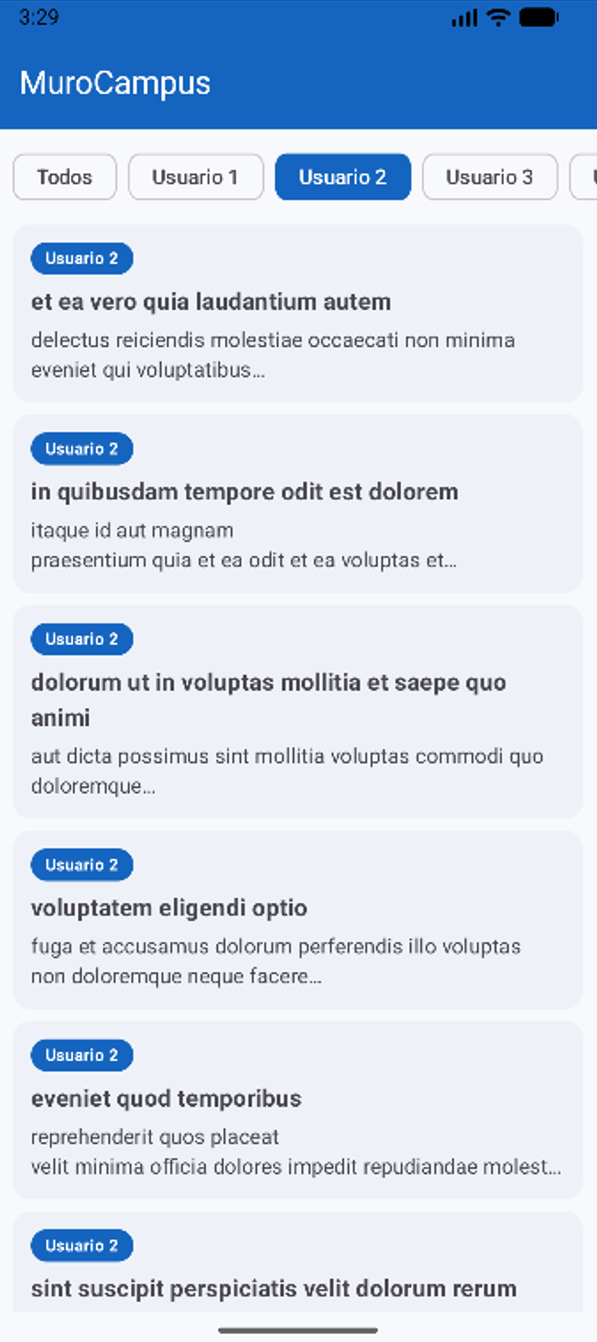 3:29
MuroCampus
Todos
Usuario 1
Usuario 2
Usuario 3
Usuario 2
et ea vero quia laudantium autem
delectus reiciendis molestiae occaecati non minima
eveniet qui voluptatibus...
Usuario 2
in quibusdam tempore odit est dolorem
itaque id aut magnam
praesentium quia et ea odit et ea voluptas et...
Usuario 2
dolorum ut in voluptas mollitia et saepe quo
animi
aut dicta possimus sint mollitia voluptas commodi quo
doloremque...
Usuario 2
voluptatem eligendi optio
fuga et accusamus dolorum perferendis illo voluptas
non doloremque neque facere...
Usuario 2
eveniet quod temporibus
reprehenderit quos placeat
velit minima officia dolores impedit repudiandae molest...
Usuario 2
sint suscipit perspiciatis velit dolorum rerum